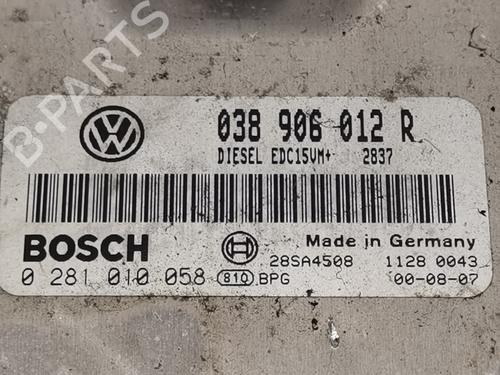 B-PARTS
VW
038 906 012 R
DIESEL EDC15VM+ 2837
BOSCH
Made in Germany
28SA4508 1128 0043
0 281 010 058 810 BPG 00-08-07